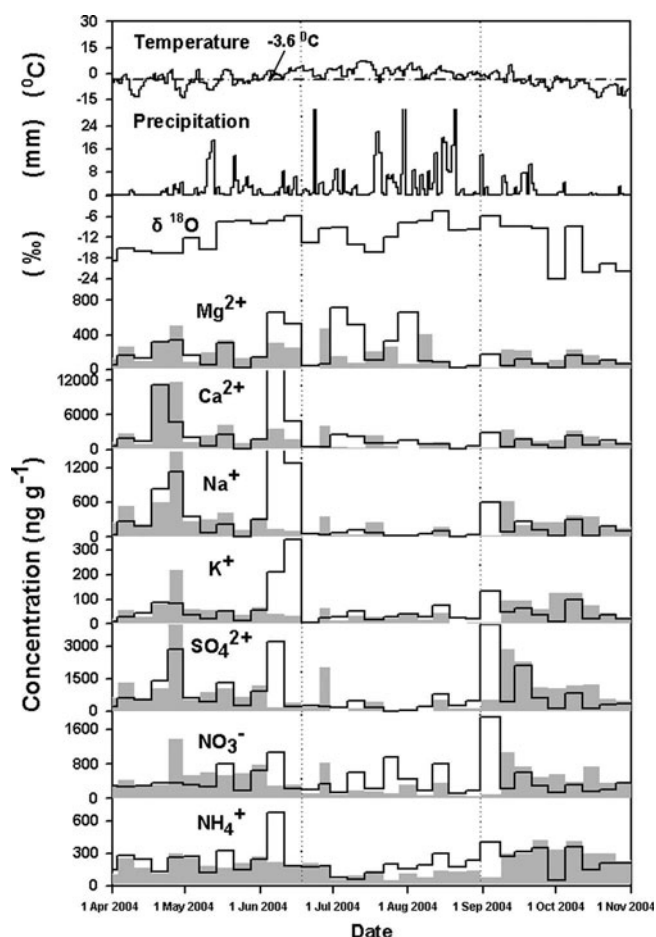 Temperature
-3.6 ⁰C
(⁰C)
30
15
0
-15
Precipitation
(mm)
24
16
8
0
δ ¹⁸O
(‰)
-6
-12
-18
-24
Mg²⁺
800
400
0
Ca²⁺
12000
6000
0
Na⁺
1200
600
0
K⁺
300
200
100
0
SO₄²⁺
3000
1500
0
NO₃⁻
1600
800
0
NH₄⁺
600
300
0
Concentration (ng g⁻¹)
1 Apr 2004 1 May 2004 1 Jun 2004 1 Jul 2004 1 Aug 2004 1 Sep 2004 1 Oct 2004 1 Nov 2004
Date